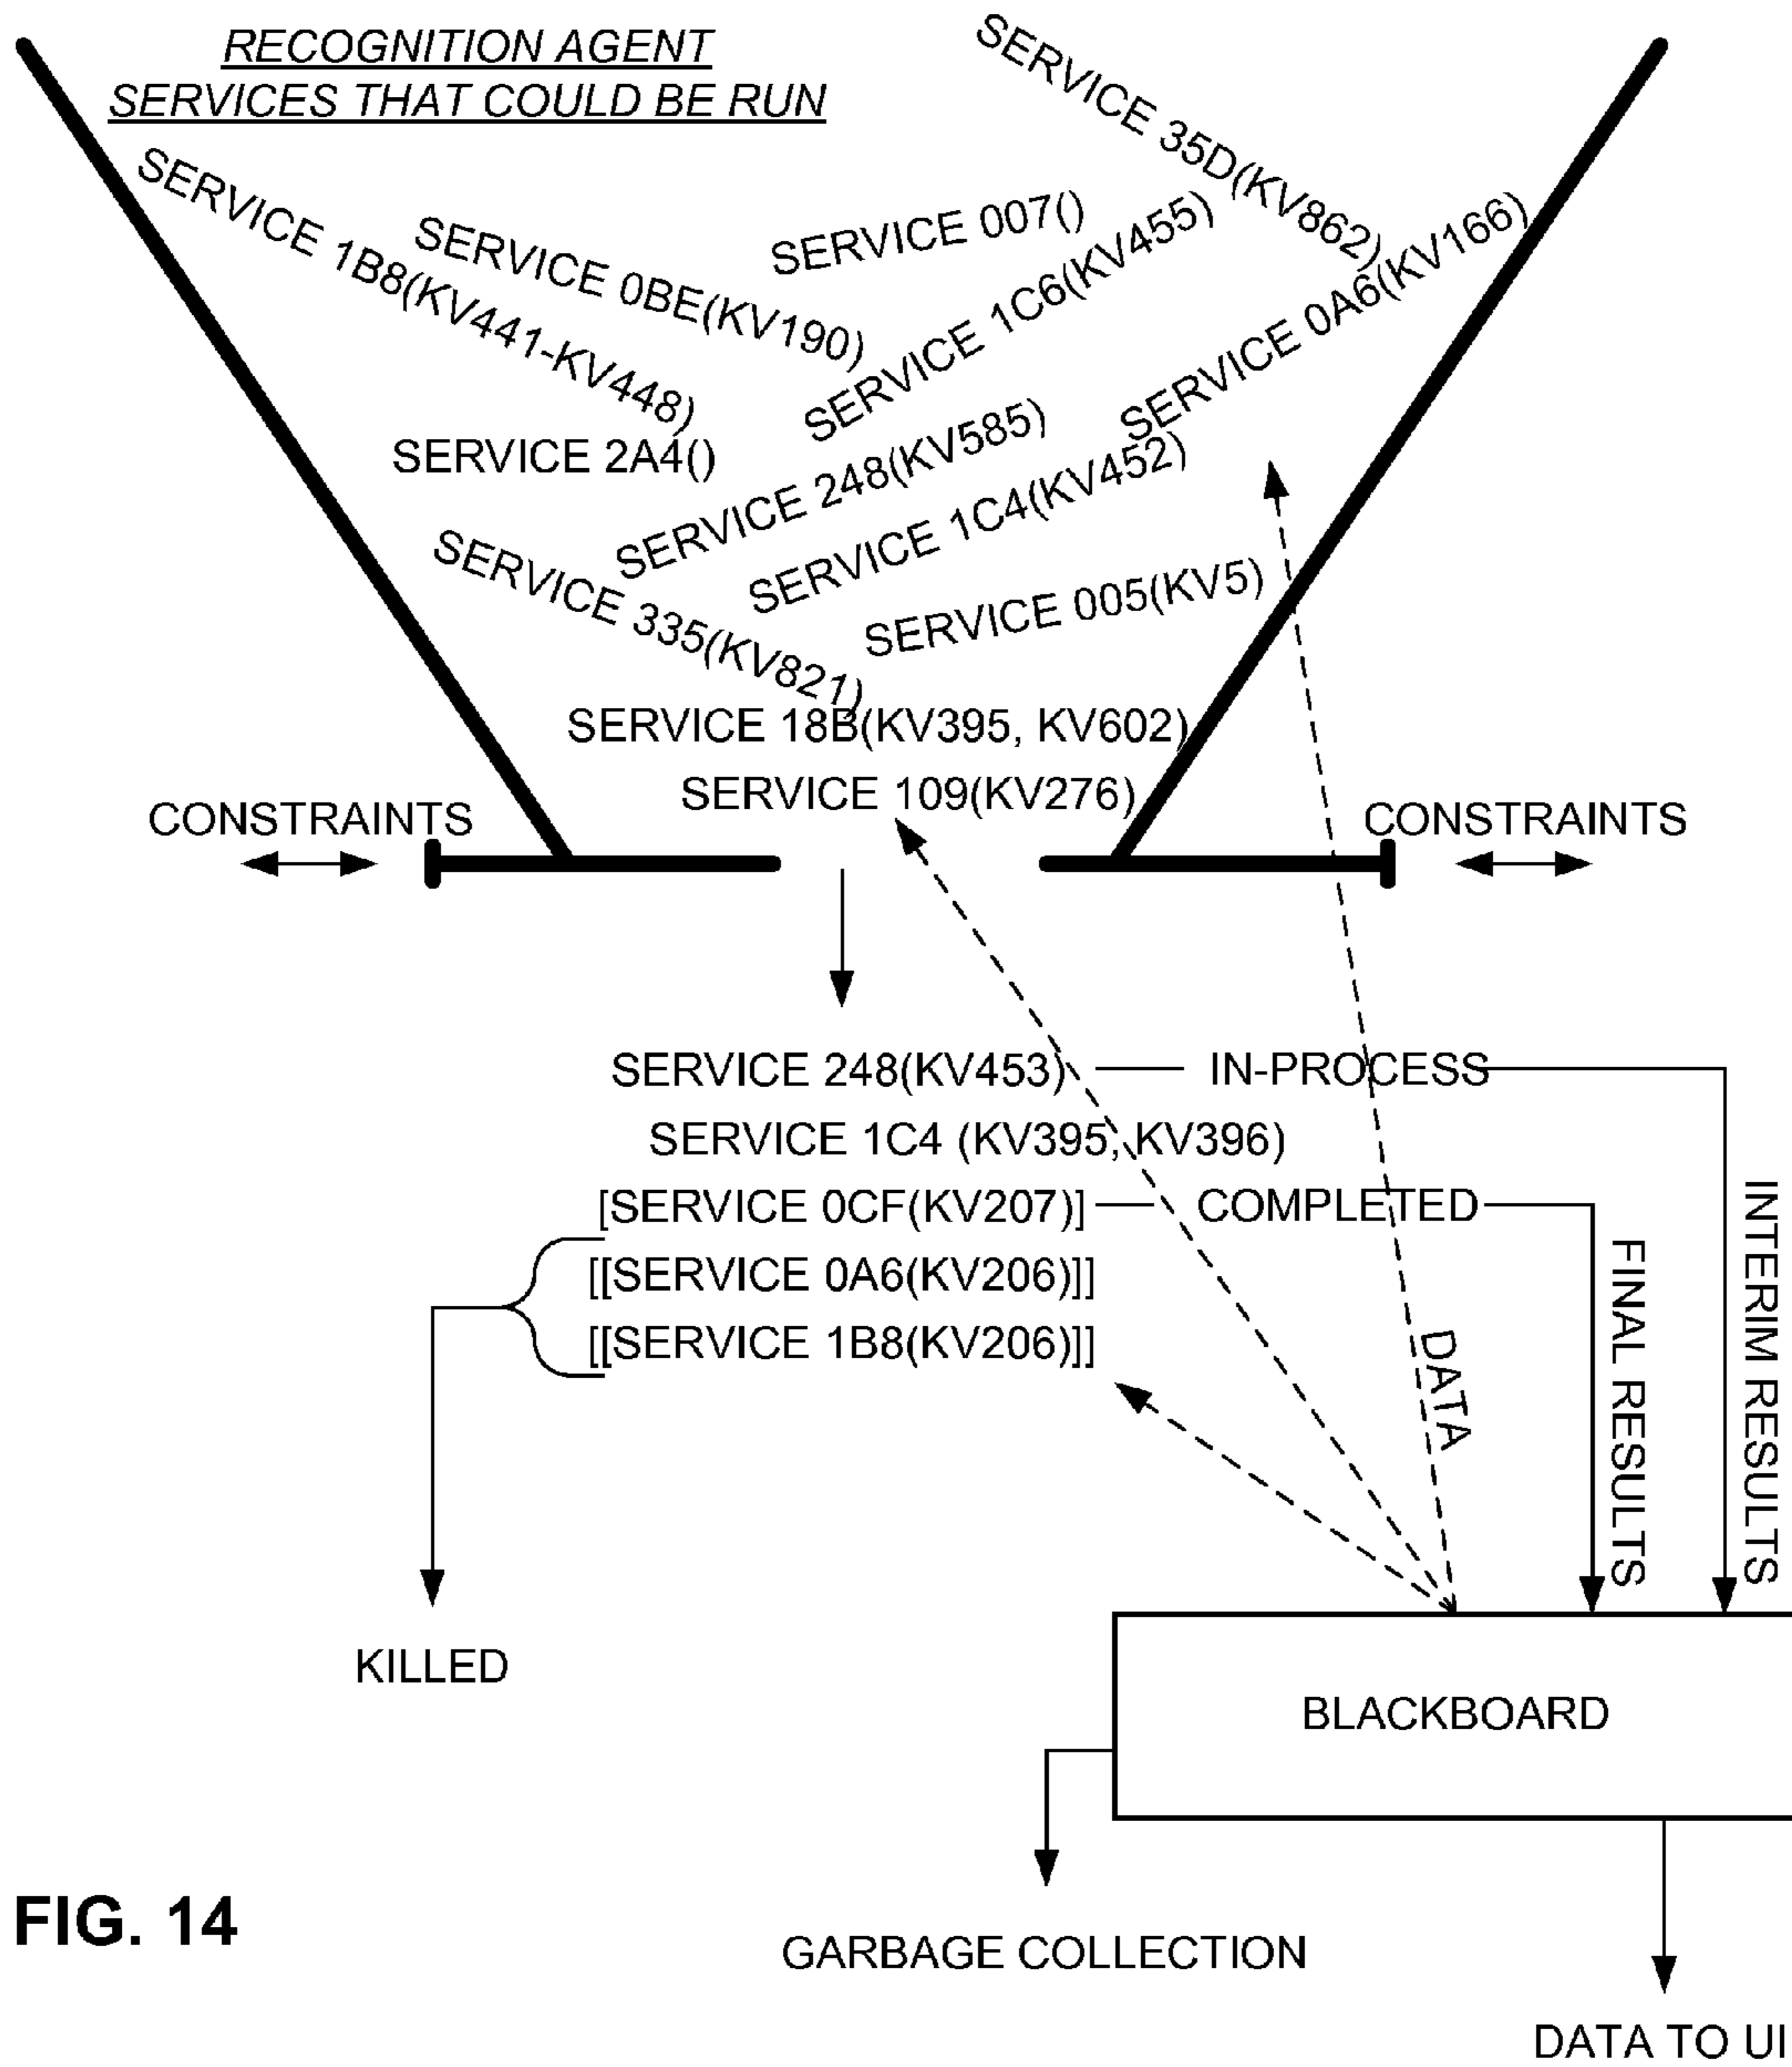 RECOGNITION AGENT
SERVICES THAT COULD BE RUN
SERVICE 35D(KV862)
SERVICE 1B8(KV441-KV448)
SERVICE 0BE(KV190)
SERVICE 007()
SERVICE 1C6(KV455)
SERVICE 0A6(KV166)
SERVICE 2A4()
SERVICE 248(KV585)
SERVICE 1C4(KV452)
SERVICE 335(KV821)
SERVICE 005(KV5)
SERVICE 18B(KV395, KV602)
SERVICE 109(KV276)
CONSTRAINTS
CONSTRAINTS
SERVICE 248(KV453)
IN-PROCESS
SERVICE 1C4 (KV395, KV396)
[SERVICE 0CF(KV207)]
COMPLETED
[[SERVICE 0A6(KV206)]]
[[SERVICE 1B8(KV206)]]
DATA
FINAL RESULTS
INTERIM RESULTS
KILLED
BLACKBOARD
GARBAGE COLLECTION
DATA TO UI
FIG. 14